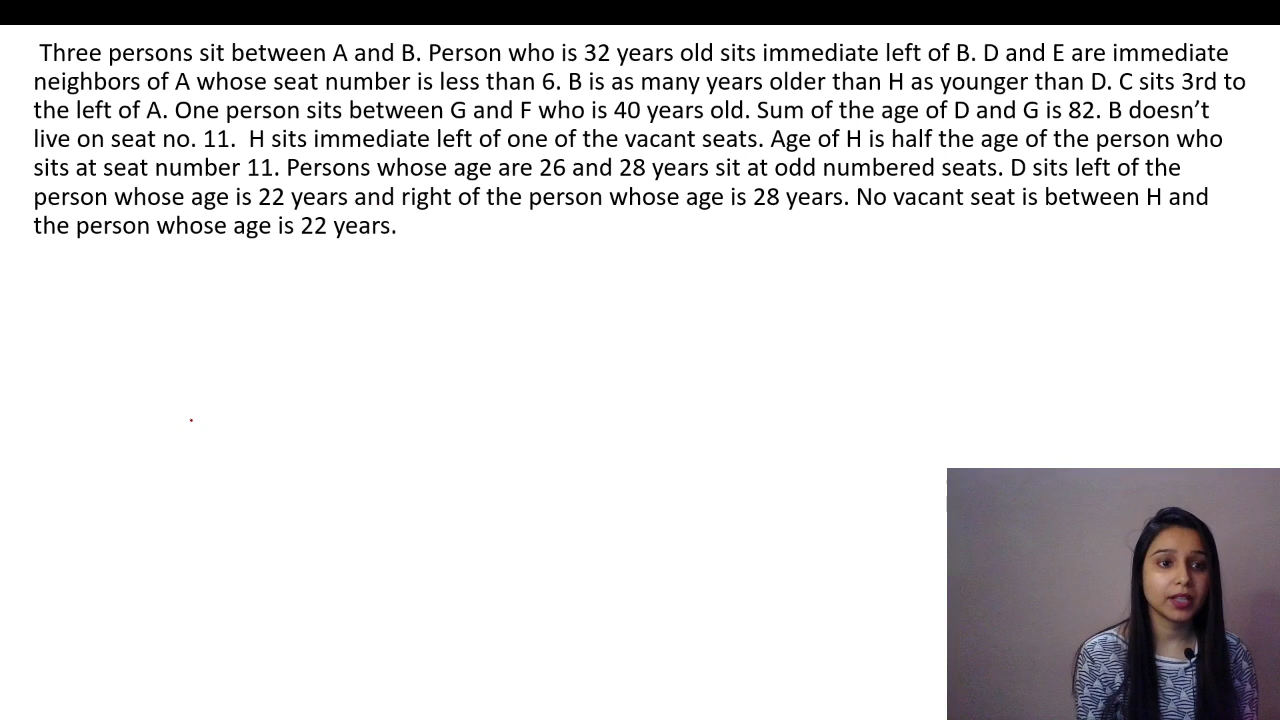 Three persons sit between A and B. Person who is 32 years old sits immediate left of B. D and E are immediate
neighbors of A whose seat number is less than 6. B is as many years older than H as younger than D. C sits 3rd to
the left of A. One person sits between G and F who is 40 years old. Sum of the age of D and G is 82. B doesn’t
live on seat no. 11.  H sits immediate left of one of the vacant seats. Age of H is half the age of the person who
sits at seat number 11. Persons whose age are 26 and 28 years sit at odd numbered seats. D sits left of the
person whose age is 22 years and right of the person whose age is 28 years. No vacant seat is between H and
the person whose age is 22 years.